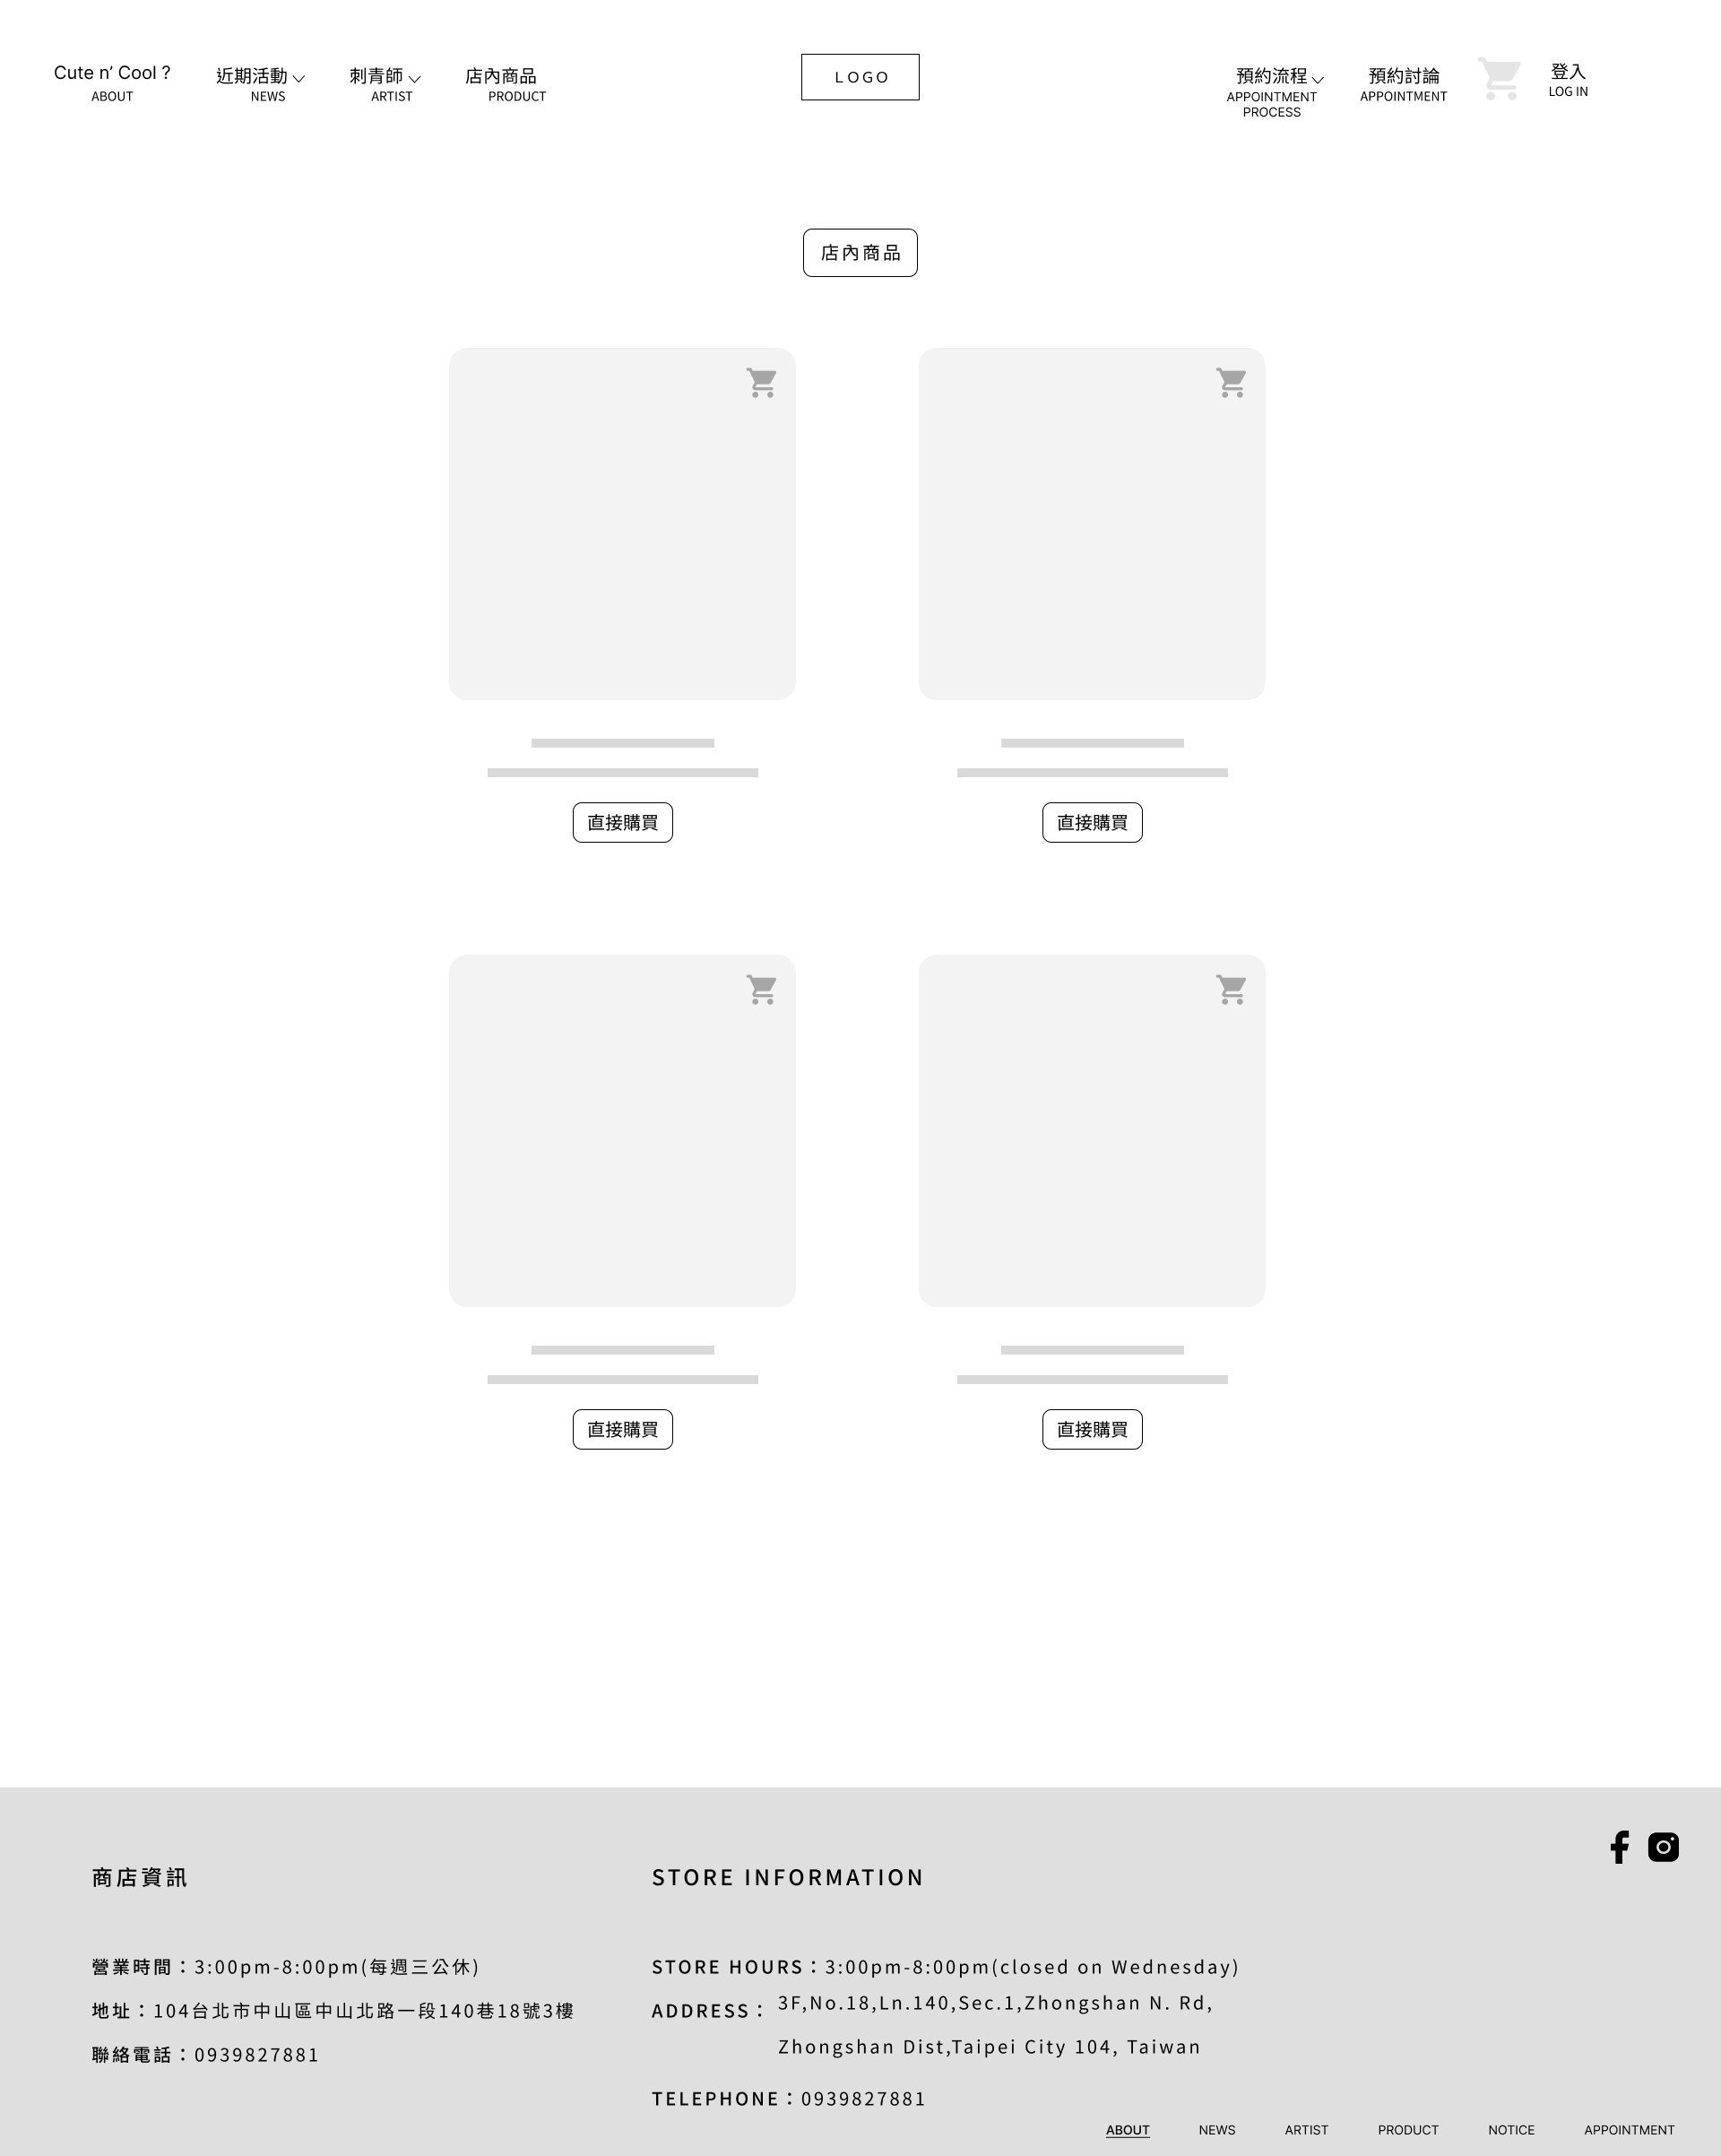 Cute n’ Cool ?
ABOUT
近期活動
NEWS
刺青師
ARTIST
店內商品
PRODUCT
LOGO
預約流程
APPOINTMENT
PROCESS
預約討論
APPOINTMENT
登入
LOG IN
店內商品
直接購買
直接購買
直接購買
直接購買
商店資訊
營業時間：3:00pm-8:00pm(每週三公休)
地址：104台北市中山區中山北路一段140巷18號3樓
聯絡電話：0939827881
STORE INFORMATION
STORE HOURS：3:00pm-8:00pm(closed on Wednesday)
ADDRESS： 3F,No.18,Ln.140,Sec.1,Zhongshan N. Rd,
Zhongshan Dist,Taipei City 104, Taiwan
TELEPHONE：0939827881
ABOUT NEWS ARTIST PRODUCT NOTICE APPOINTMENT